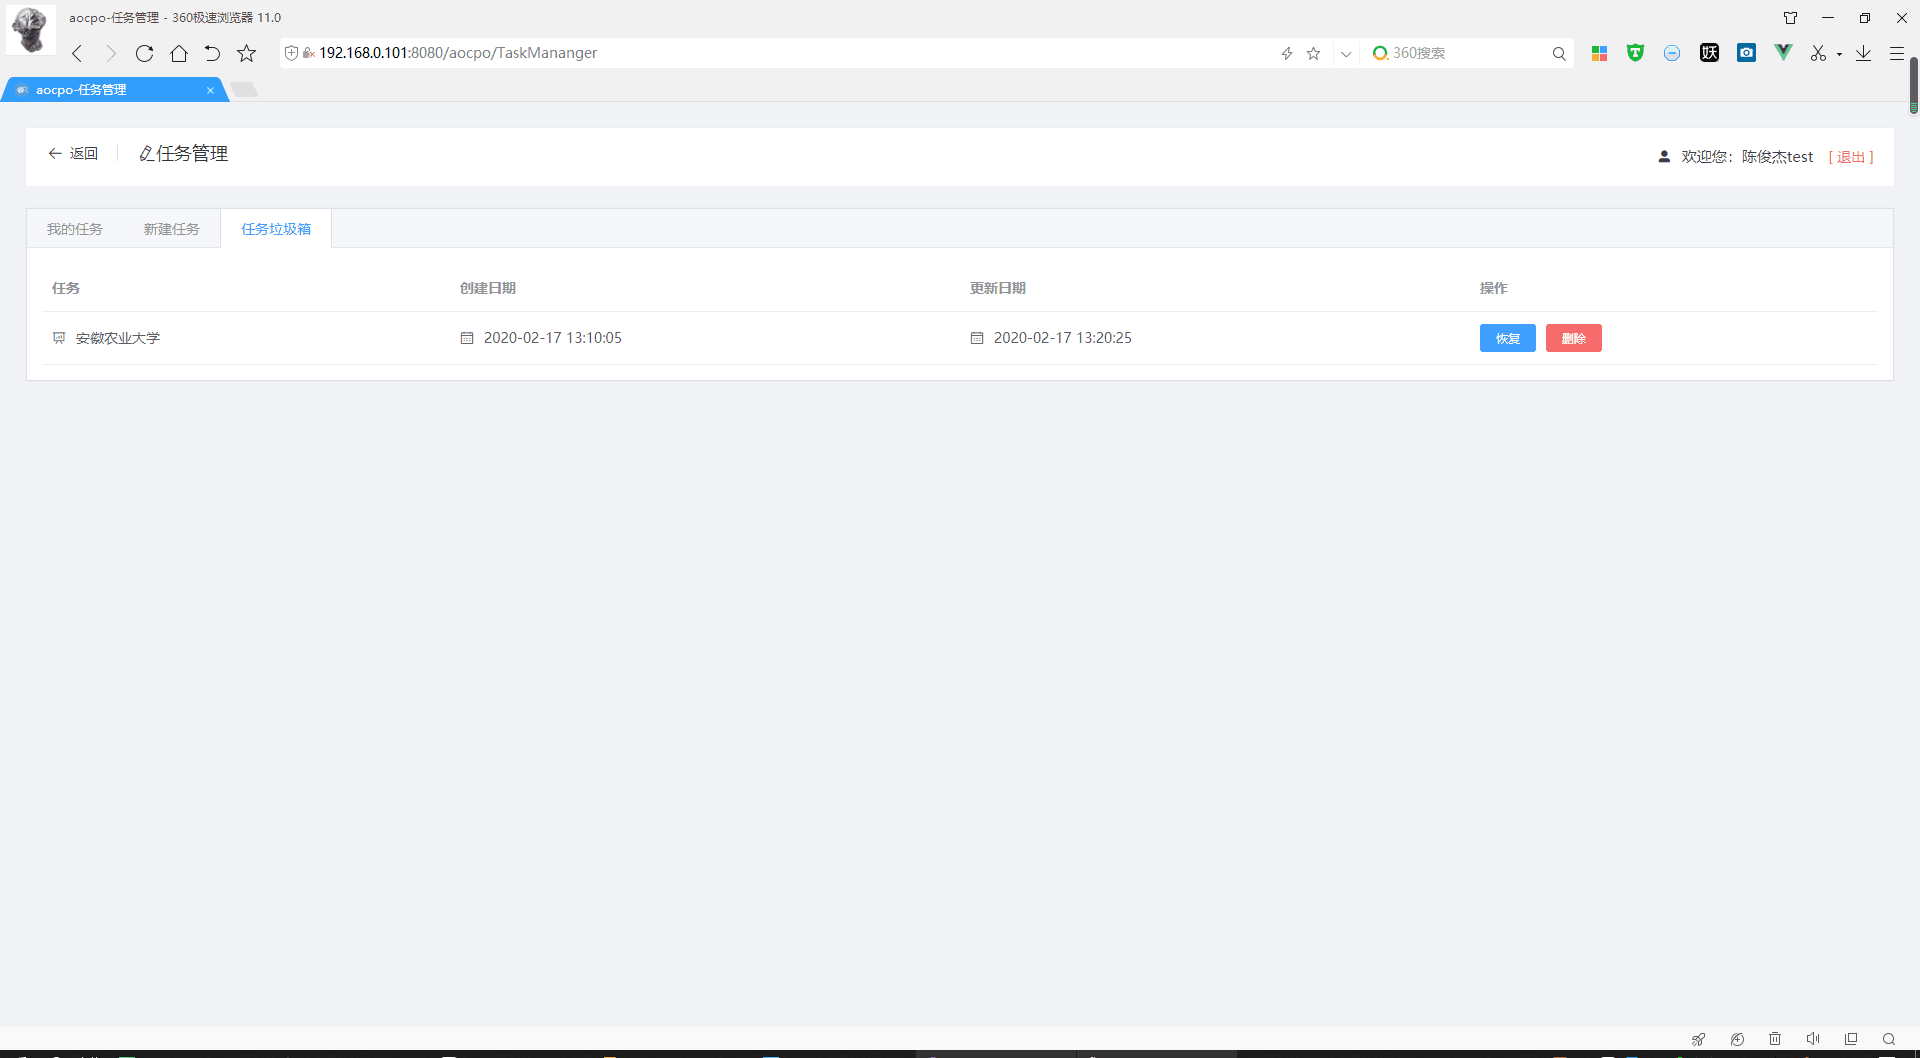 aocpo-任务管理 - 360极速浏览器 11.0
192.168.0.101:8080/aocpo/TaskMananger
360搜索
妖
aocpo-任务管理
返回
任务管理
欢迎您：陈俊杰test [ 退出 ]
我的任务 新建任务 任务垃圾箱
任务 创建日期 更新日期 操作
安徽农业大学 2020-02-17 13:10:05 2020-02-17 13:20:25 恢复 删除